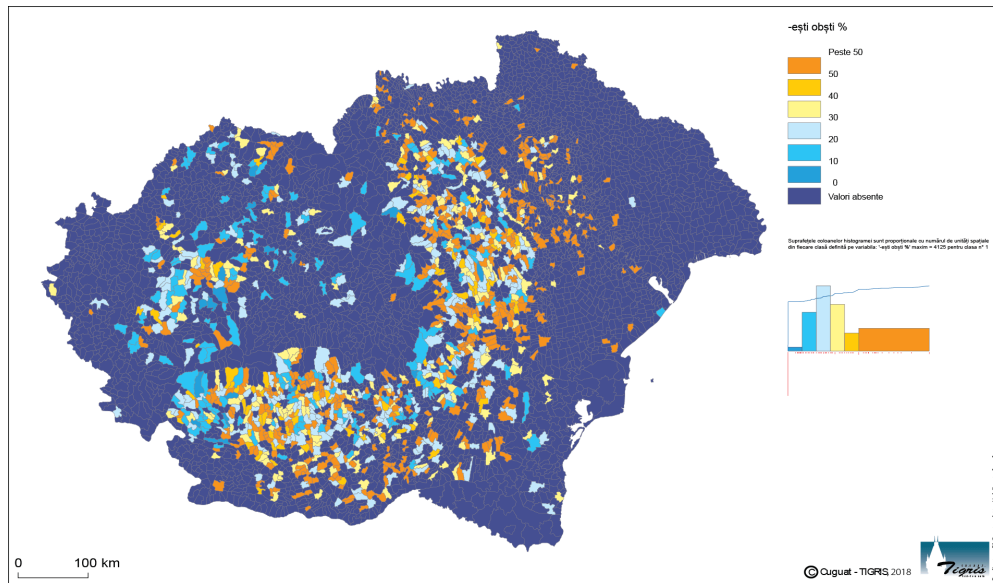 -ești obști %
Peste 50
50
40
30
20
10
0
Valori absente
Suprafețele coloanelor histogramei sunt proporționale cu numărul de unități spațiale
din fiecare clasă definită pe variabila: '-ești obști %' maxim = 4125 pentru clasa n° 1
0 100 km
© Cuguat - TIGRIS, 2018
Tigris